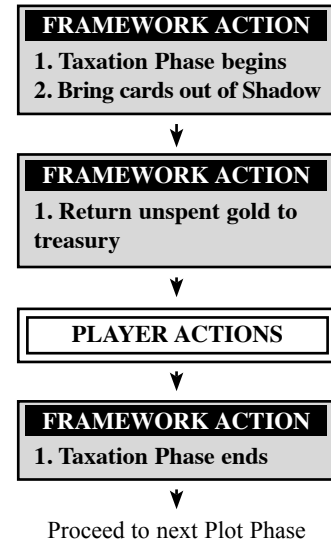 FRAMEWORK ACTION
1. Taxation Phase begins
2. Bring cards out of Shadow
FRAMEWORK ACTION
1. Return unspent gold to
treasury
PLAYER ACTIONS
FRAMEWORK ACTION
1. Taxation Phase ends
Proceed to next Plot Phase